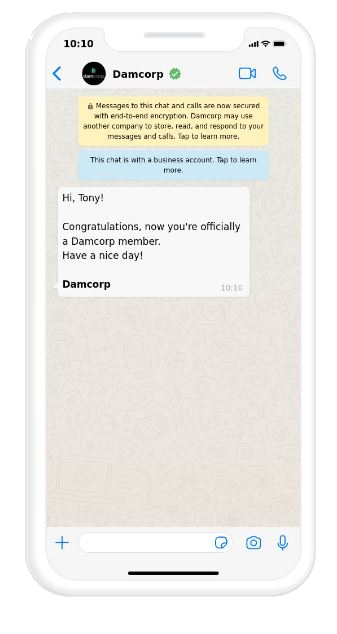 10:10
damcorp
Damcorp
Messages to this chat and calls are now secured
with end-to-end encryption. Damcorp may use
another company to store, read, and respond to your
messages and calls. Tap to learn more.
This chat with a business account. Tap to learn
more.
Hi, Tony!
Congratulations, now you're officially
a Damcorp member.
Have a nice day!
Damcorp
10:10